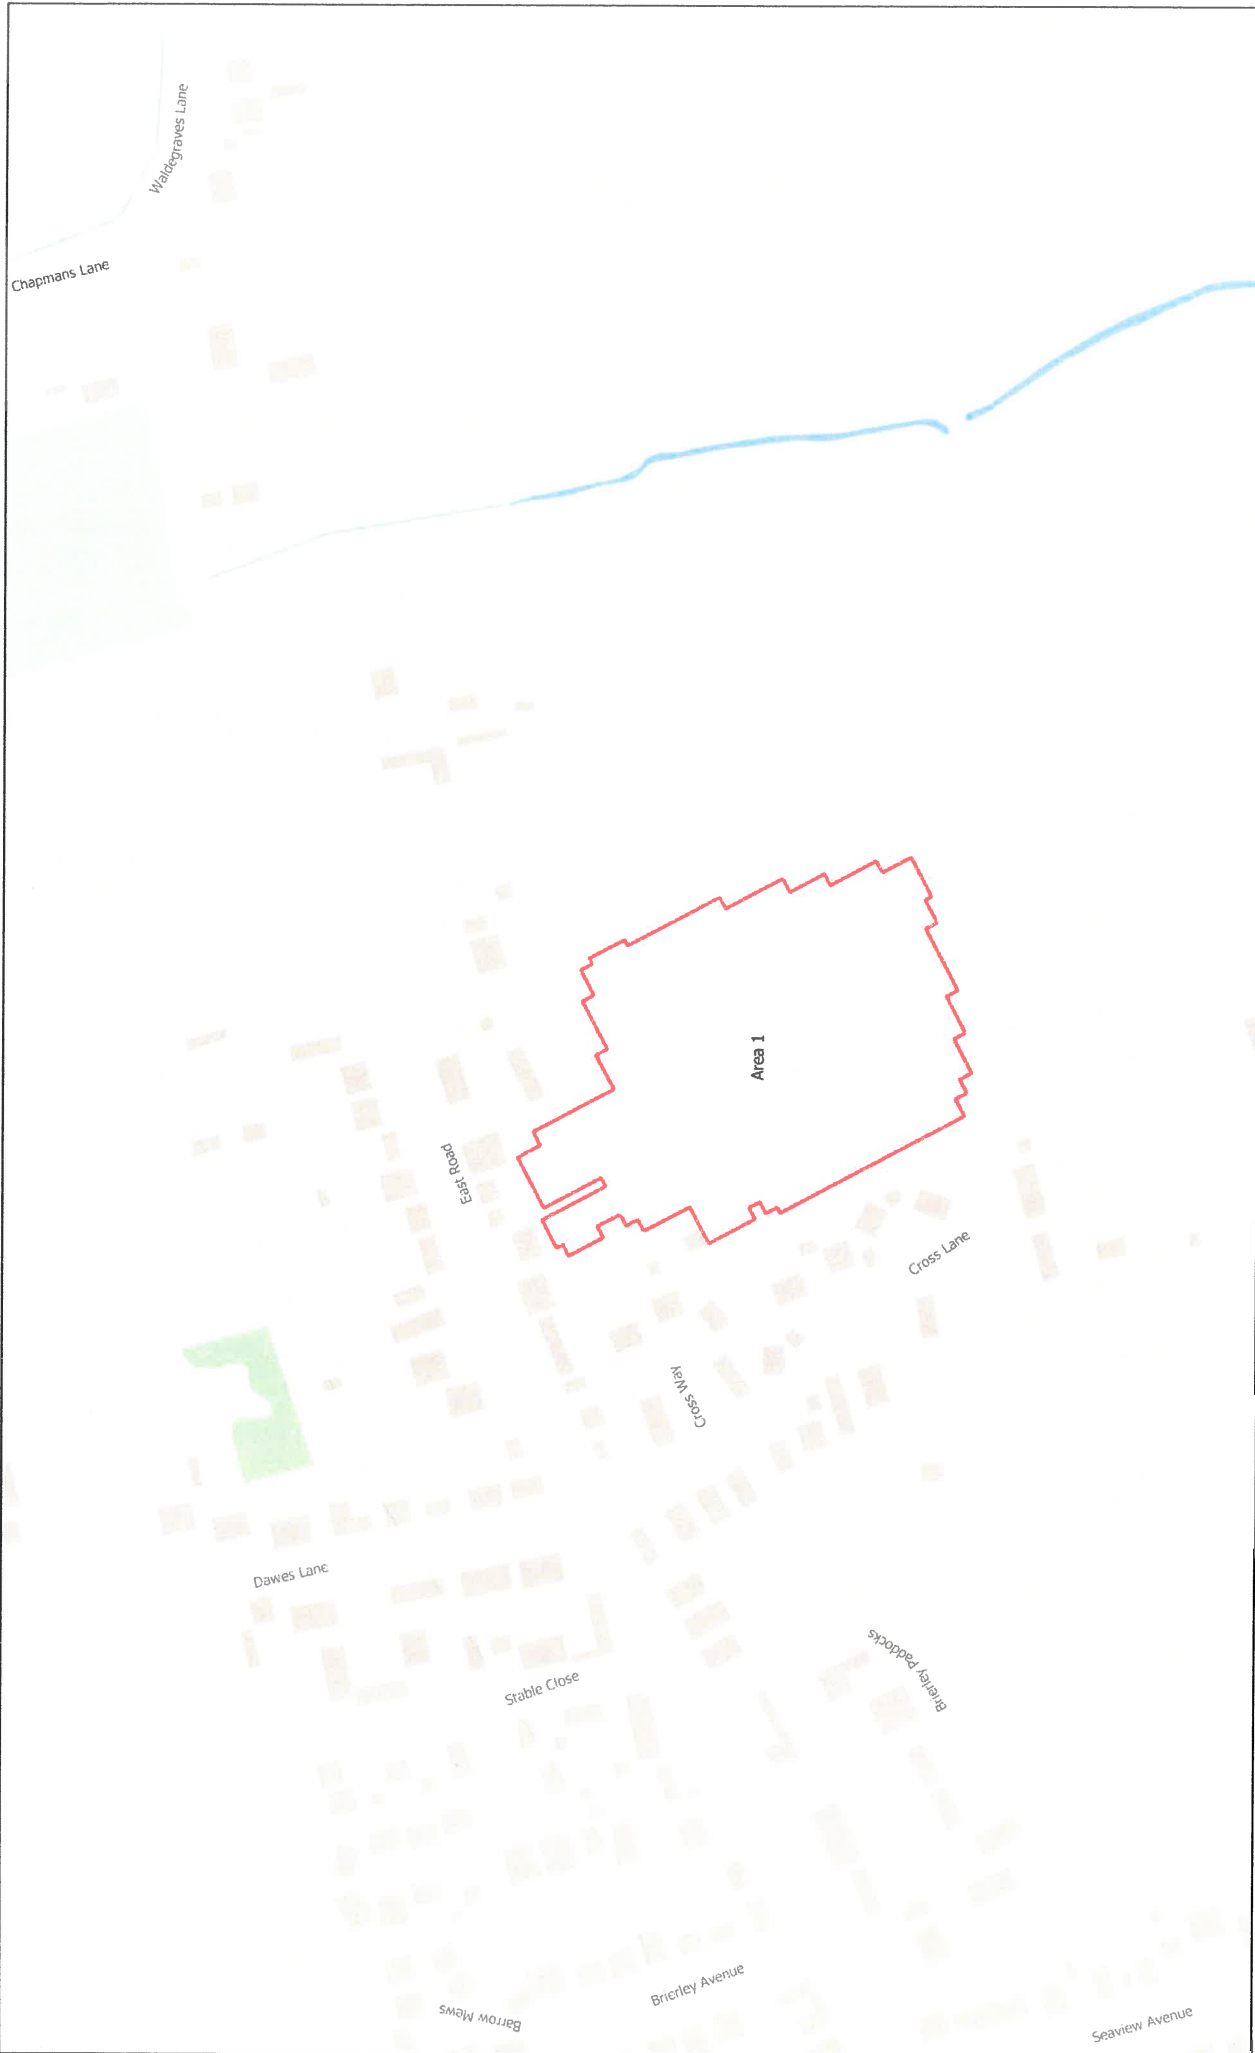 Waldegraves Lane
Chapmans Lane
Area 1
East Road
Cross Lane
Cross Way
Dawes Lane
Brierley Paddocks
Stable Close
Brierley Avenue
Barrow Mews
Seaview Avenue